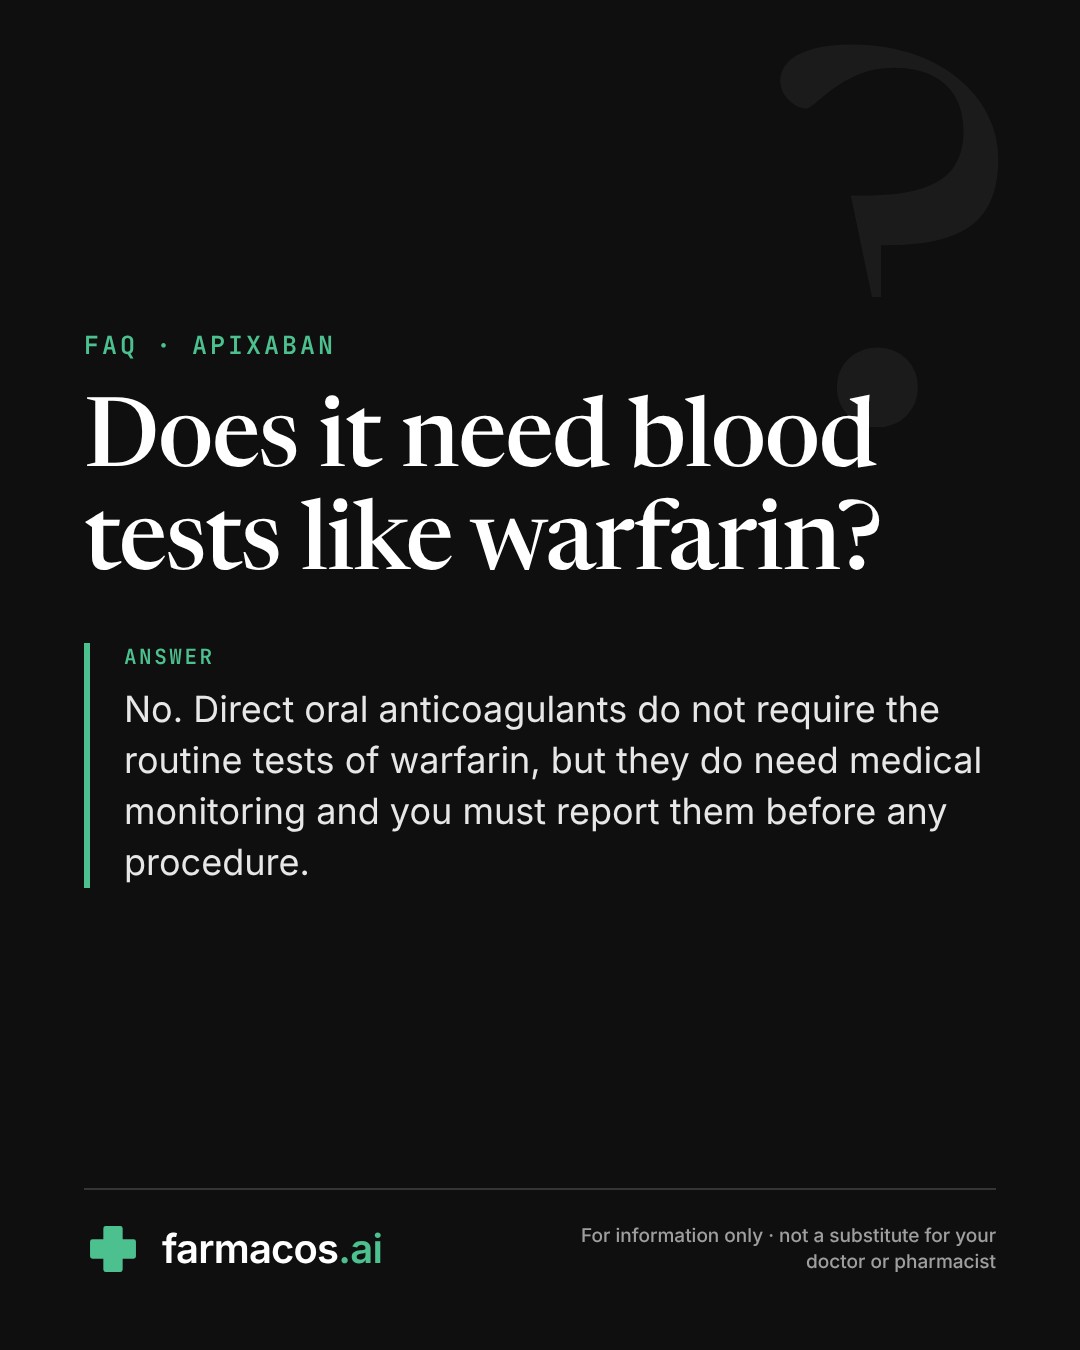 FAQ · APIXABAN
Does it need blood
tests like warfarin?
ANSWER
No. Direct oral anticoagulants do not require the
routine tests of warfarin, but they do need medical
monitoring and you must report them before any
procedure.
farmacos.ai
For information only · not a substitute for your
doctor or pharmacist